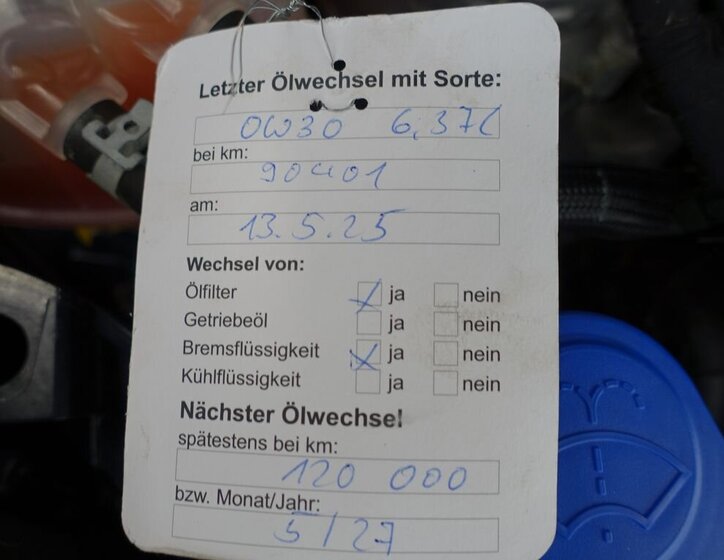 Letzter Ölwechsel mit Sorte:
0W30 6,37L
bei km:
90401
am:
13.5.25
Wechsel von:
Ölfilter ja nein
Getriebeöl ja nein
Bremsflüssigkeit ja nein
Kühlflüssigkeit ja nein
Nächster Ölwechsel
spätestens bei km:
120 000
bzw. Monat/Jahr:
5/27